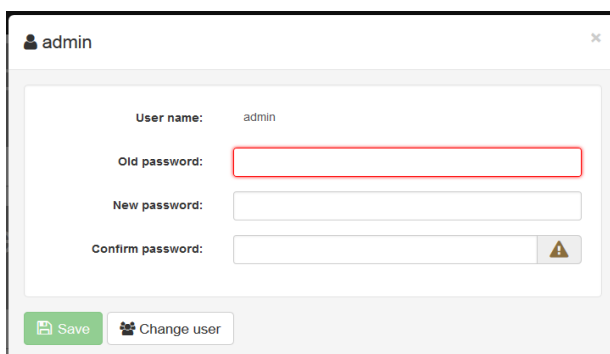 admin
User name: admin
Old password:
New password:
Confirm password:
Save Change user